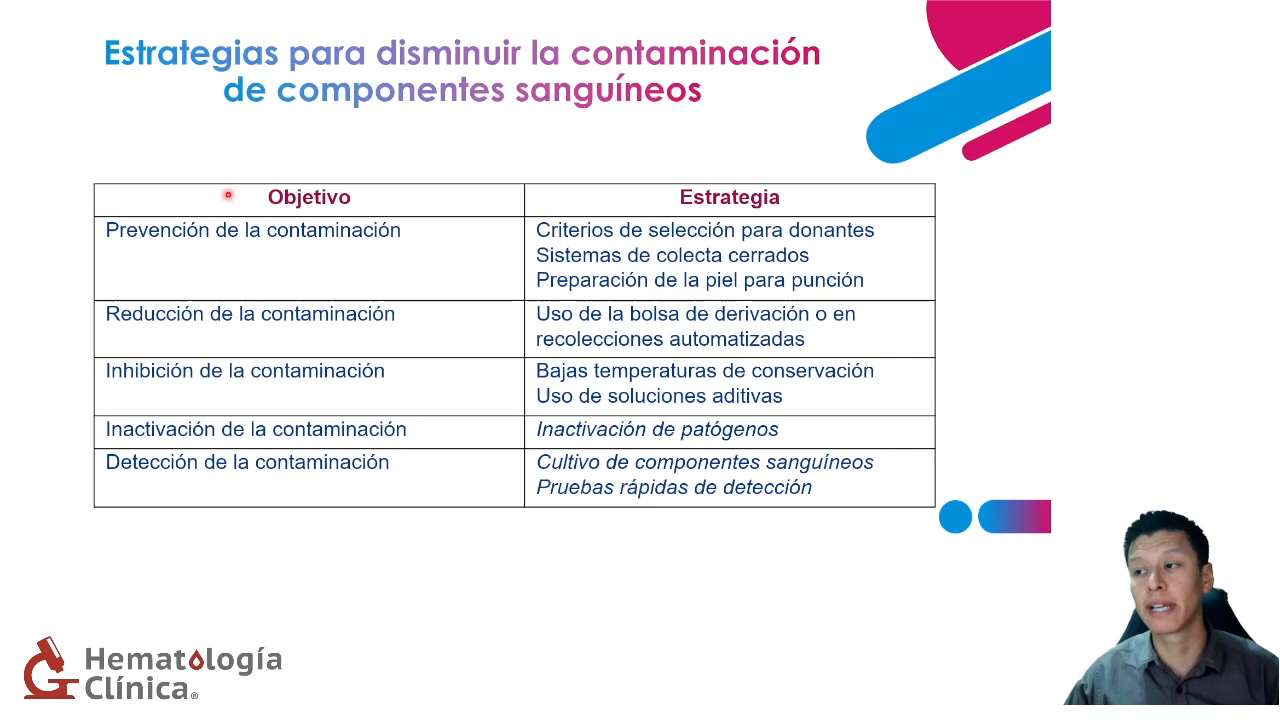 Estrategias para disminuir la contaminación
de componentes sanguíneos
Objetivo
Estrategia
Prevención de la contaminación
Criterios de selección para donantes
Sistemas de colecta cerrados
Preparación de la piel para punción
Reducción de la contaminación
Uso de la bolsa de derivación o en
recolecciones automatizadas
Inhibición de la contaminación
Bajas temperaturas de conservación
Uso de soluciones aditivas
Inactivación de la contaminación
Inactivación de patógenos
Detección de la contaminación
Cultivo de componentes sanguíneos
Pruebas rápidas de detección
Hematología
Clínica®